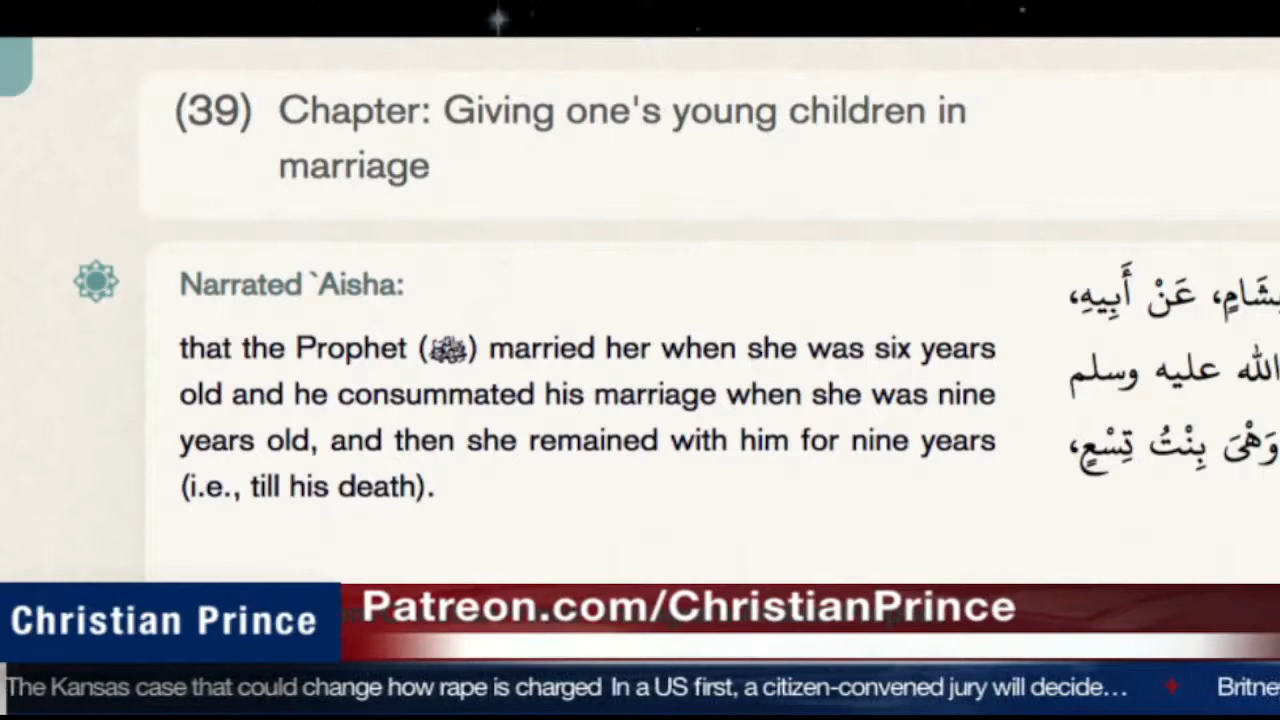 (39) Chapter: Giving one's young children in
marriage
Narrated `Aisha:
that the Prophet (ﷺ) married her when she was six years
old and he consummated his marriage when she was nine
years old, and then she remained with him for nine years
(i.e., till his death).
عَنْ أَبِيهِ،
الله عليه وسلم
وَهْىَ بِنْتُ تِسْعٍ،
Christian Prince
Patreon.com/ChristianPrince
The Kansas case that could change how rape is charged In a US first, a citizen-convened jury will decide...